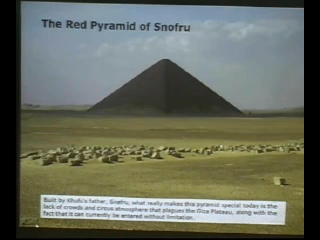 The Red Pyramid of Snofru
Built by Khufu's father, Snofru, what really makes this pyramid special today is the
lack of crowds and circus atmosphere that plagues the Giza Plateau, along with the
fact that it can currently be entered without limitation.